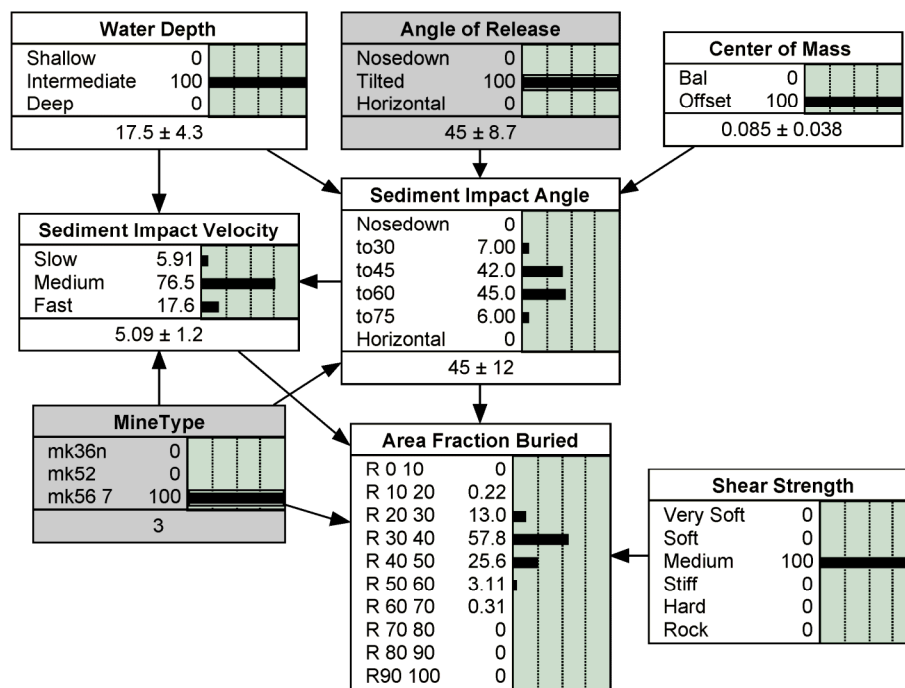 Water Depth
Shallow 0
Intermediate 100
Deep 0
17.5 ± 4.3
Angle of Release
Nosedown 0
Tilted 100
Horizontal 0
45 ± 8.7
Center of Mass
Bal 0
Offset 100
0.085 ± 0.038
Sediment Impact Velocity
Slow 5.91
Medium 76.5
Fast 17.6
5.09 ± 1.2
Sediment Impact Angle
Nosedown 0
to30 7.00
to45 42.0
to60 45.0
to75 6.00
Horizontal 0
45 ± 12
MineType
mk36n 0
mk52 0
mk56 7 100
3
Area Fraction Buried
R 0 10 0
R 10 20 0.22
R 20 30 13.0
R 30 40 57.8
R 40 50 25.6
R 50 60 3.11
R 60 70 0.31
R 70 80 0
R 80 90 0
R90 100 0
Shear Strength
Very Soft 0
Soft 0
Medium 100
Stiff 0
Hard 0
Rock 0